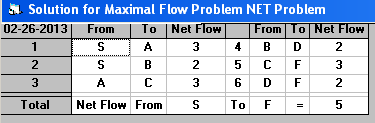 Solution for Maximal Flow Problem NET Problem
02-26-2013 From To Net Flow From To Net Flow
1 S A 3 4 B D 2
2 S B 2 5 C F 3
3 A C 3 6 D F 2
Total Net Flow From S To F = 5